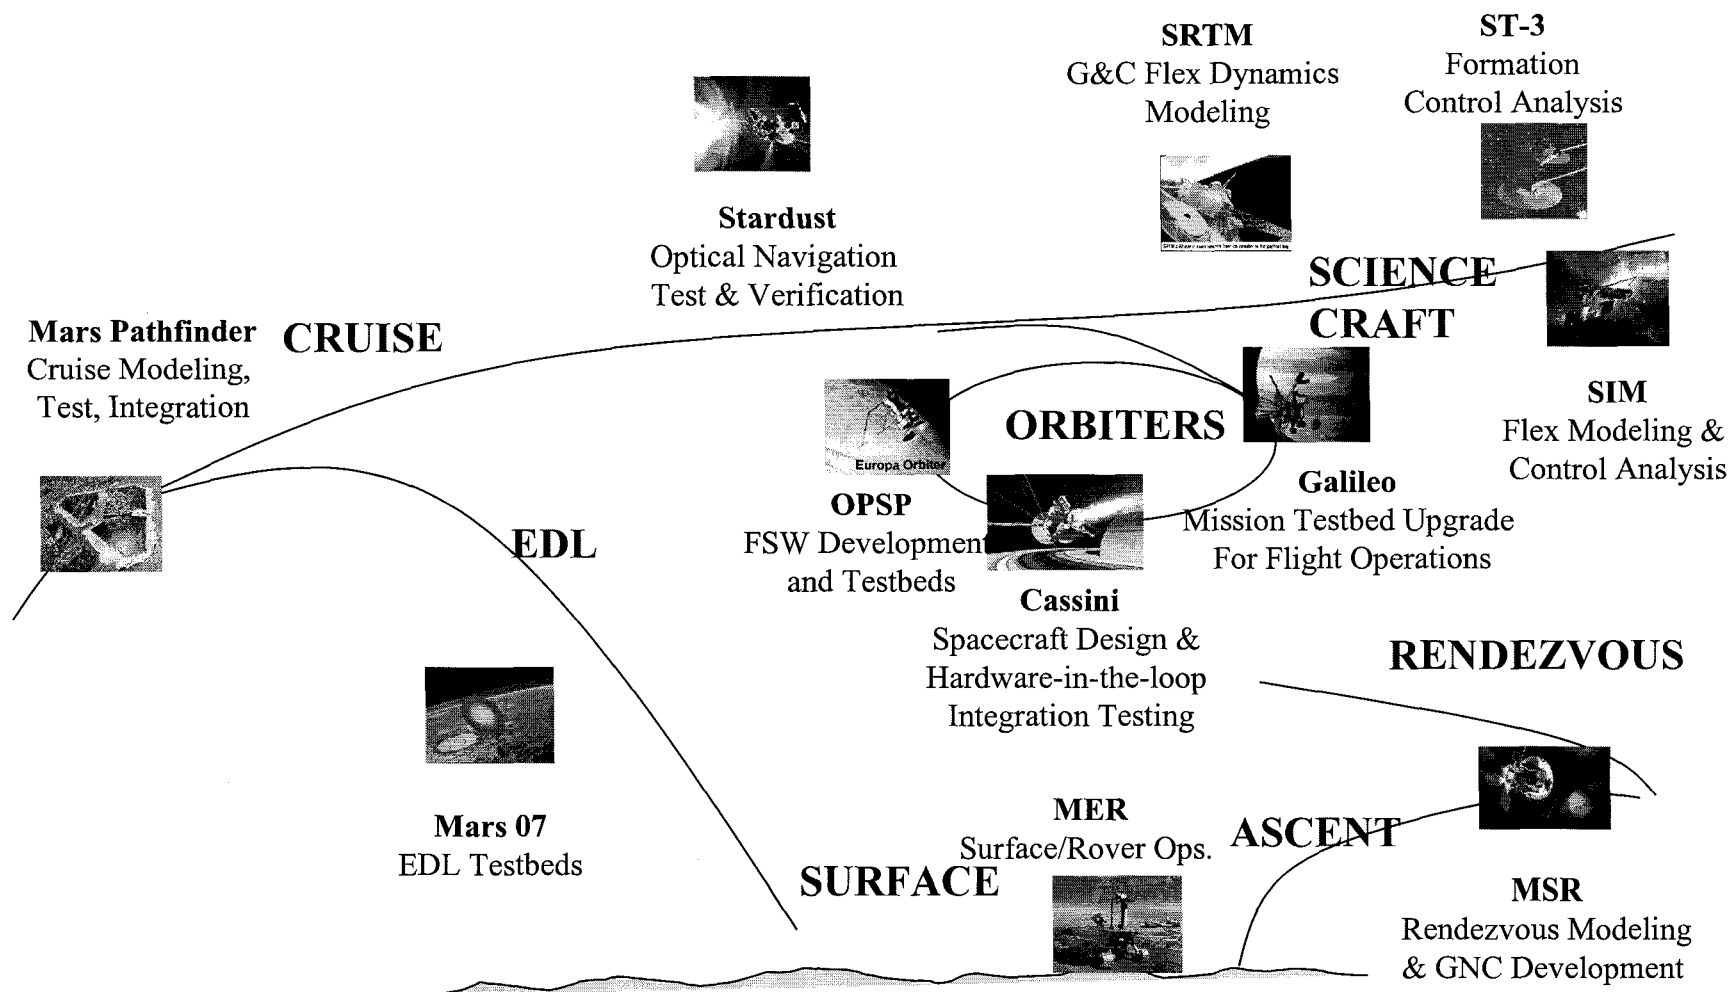 SRTM
G&C Flex Dynamics
Modeling
ST-3
Formation
Control Analysis
Stardust
Optical Navigation
Test & Verification
SCIENCE
CRAFT
Mars Pathfinder
Cruise Modeling,
Test, Integration
CRUISE
ORBITERS
SIM
Flex Modeling &
Control Analysis
Europa Orbiter
OPSP
FSW Development
and Testbeds
Galileo
Mission Testbed Upgrade
For Flight Operations
EDL
Cassini
Spacecraft Design &
Hardware-in-the-loop
Integration Testing
RENDEZVOUS
Mars 07
EDL Testbeds
MER
Surface/Rover Ops.
ASCENT
SURFACE
MSR
Rendezvous Modeling
& GNC Development